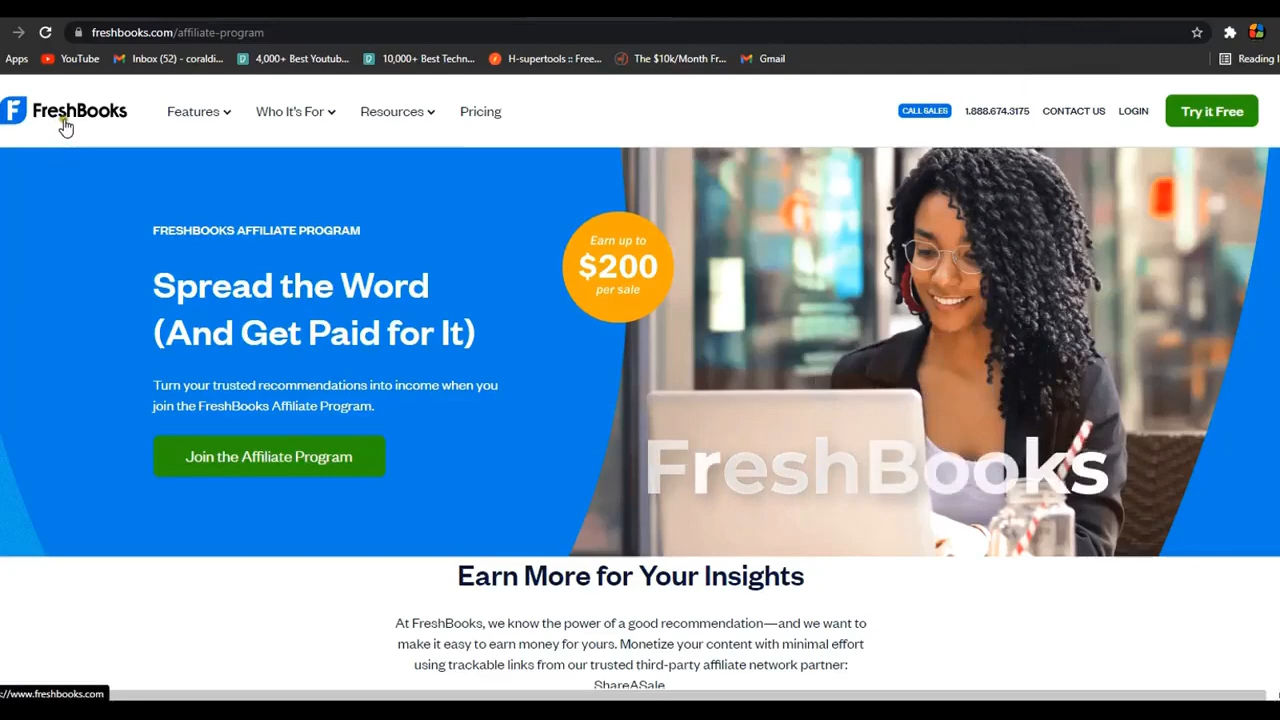 freshbooks.com/affiliate-program
Apps YouTube Inbox (52) - coraldi... 4,000+ Best Youtub... 10,000+ Best Techn... H-supertools :: Free... The $10k/Month Fr... Gmail Reading
FreshBooks Features Who It's For Resources Pricing CALL SALES 1.888.674.3175 CONTACT US LOGIN Try it Free
FRESHBOOKS AFFILIATE PROGRAM
Earn up to
$200
per sale
Spread the Word
(And Get Paid for It)
Turn your trusted recommendations into income when you
join the FreshBooks Affiliate Program.
Join the Affiliate Program
FreshBooks
Earn More for Your Insights
At FreshBooks, we know the power of a good recommendation—and we want to
make it easy to earn money for yours. Monetize your content with minimal effort
using trackable links from our trusted third-party affiliate network partner:
ShareASale.
://www.freshbooks.com